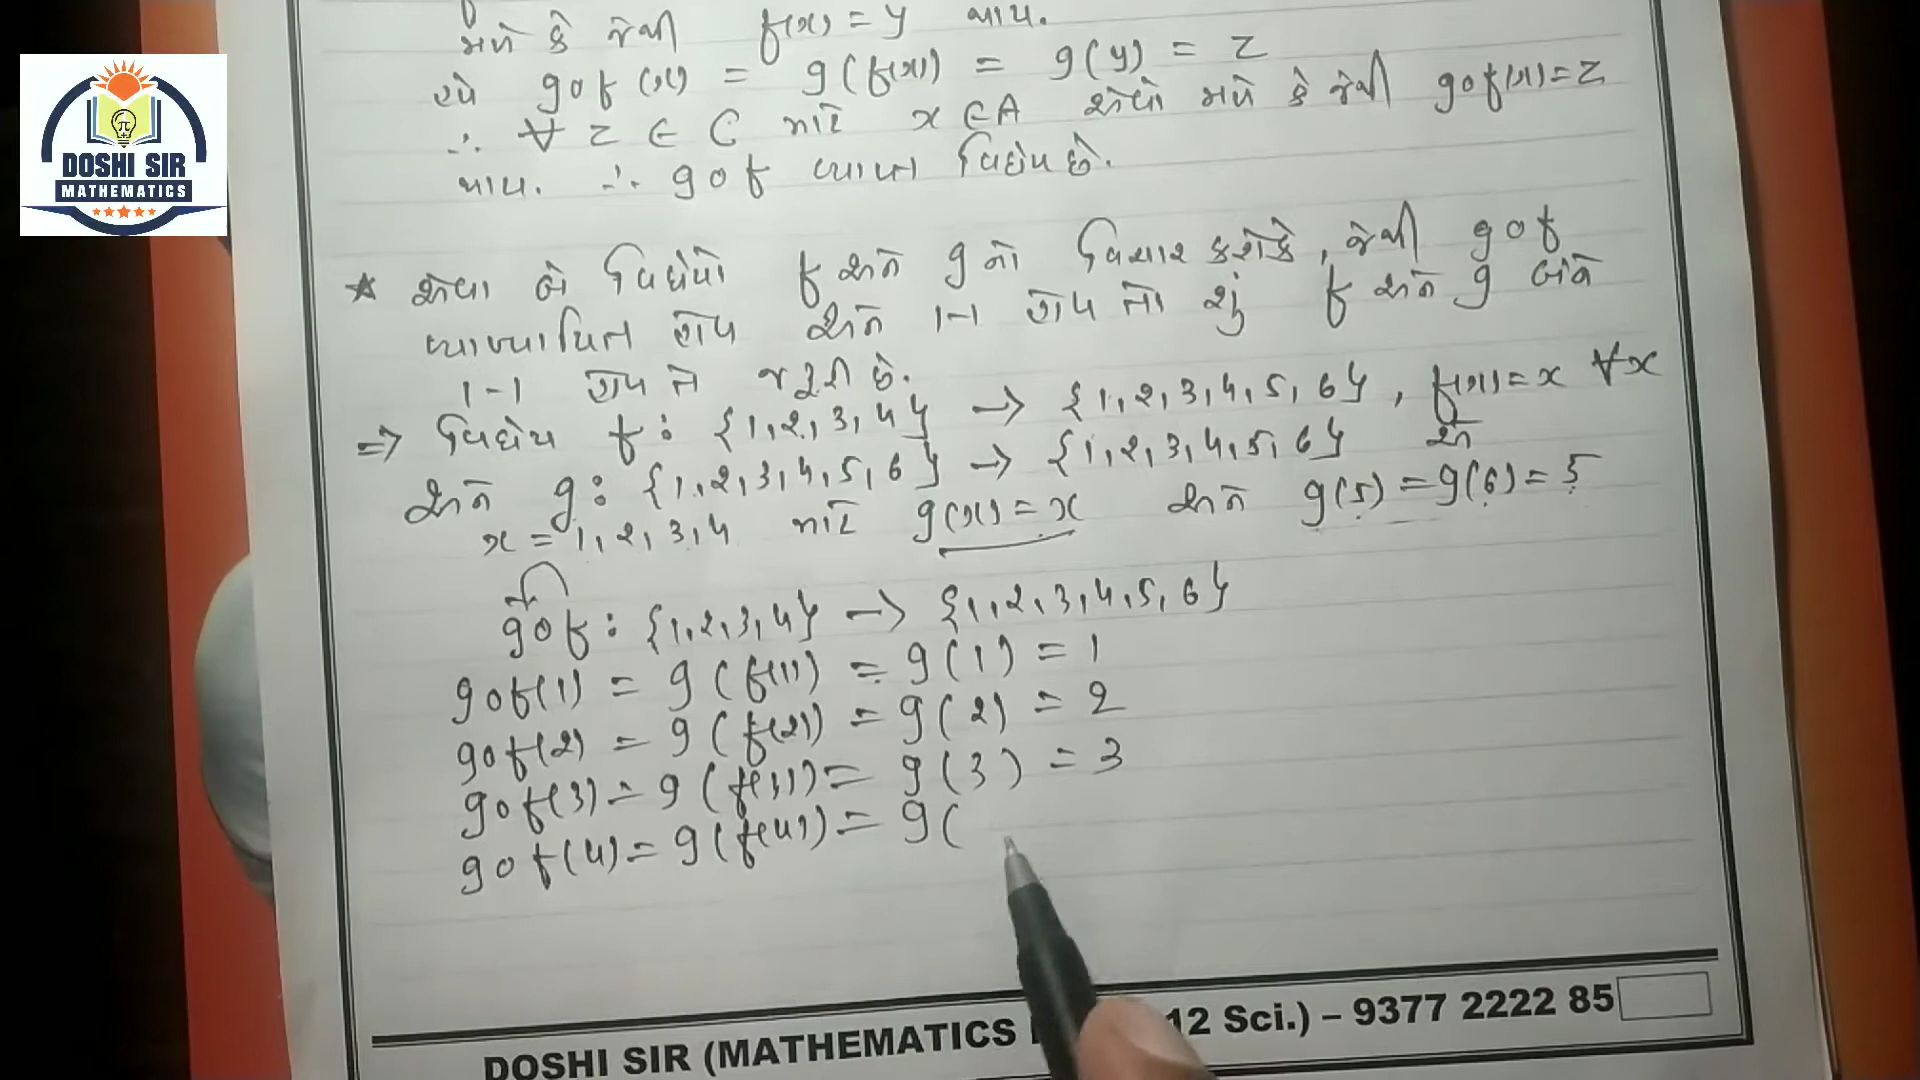 મળે કે જેથી f(x) = y થાય.
હવે gof(x) = g(f(x)) = g(y) = z
∴ ∀ z ∈ C માટે x ∈ A એવો મળે કે જેથી gof(x) = z
થાય. ∴ gof વ્યાપ્ત વિધેય છે.
* એવા બે વિધેયો f અને g નો વિચાર કરો કે, જેથી gof
વ્યાખ્યાયિત હોય અને 1-1 હોય તો શું f અને g બંને
1-1 હોય તે જરૂરી છે.
⇒ વિધેય f : {1,2,3,4} → {1,2,3,4,5,6}, f(x) = x ∀x
અને g : {1,2,3,4,5,6} → {1,2,3,4,5,6}
x = 1,2,3,4 માટે g(x) = x અને g(5) = g(6) = 5
gof : {1,2,3,4} → {1,2,3,4,5,6}
gof(1) = g(f(1)) = g(1) = 1
gof(2) = g(f(2)) = g(2) = 2
gof(3) = g(f(3)) = g(3) = 3
gof(4) = g(f(4)) = g(
DOSHI SIR
MATHEMATICS
DOSHI SIR (MATHEMATICS 12 Sci.) – 9377 2222 85